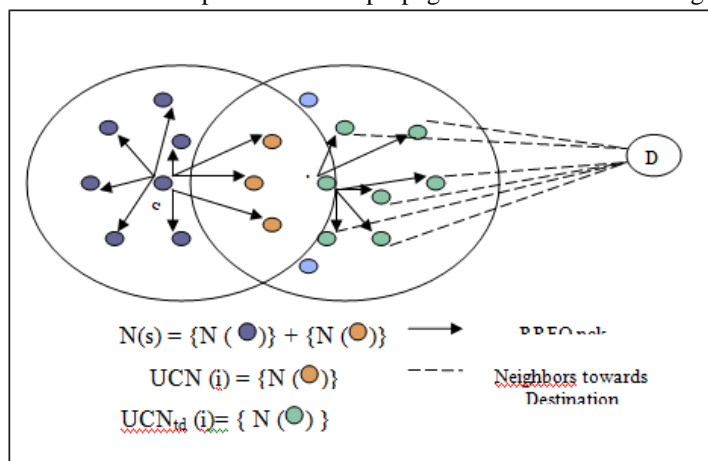 D
N(s) = {N (●)} + {N (●)}
UCN (i) = {N (●)}
Neighbors towards
Destination
UCNtd (i)= { N (●) }